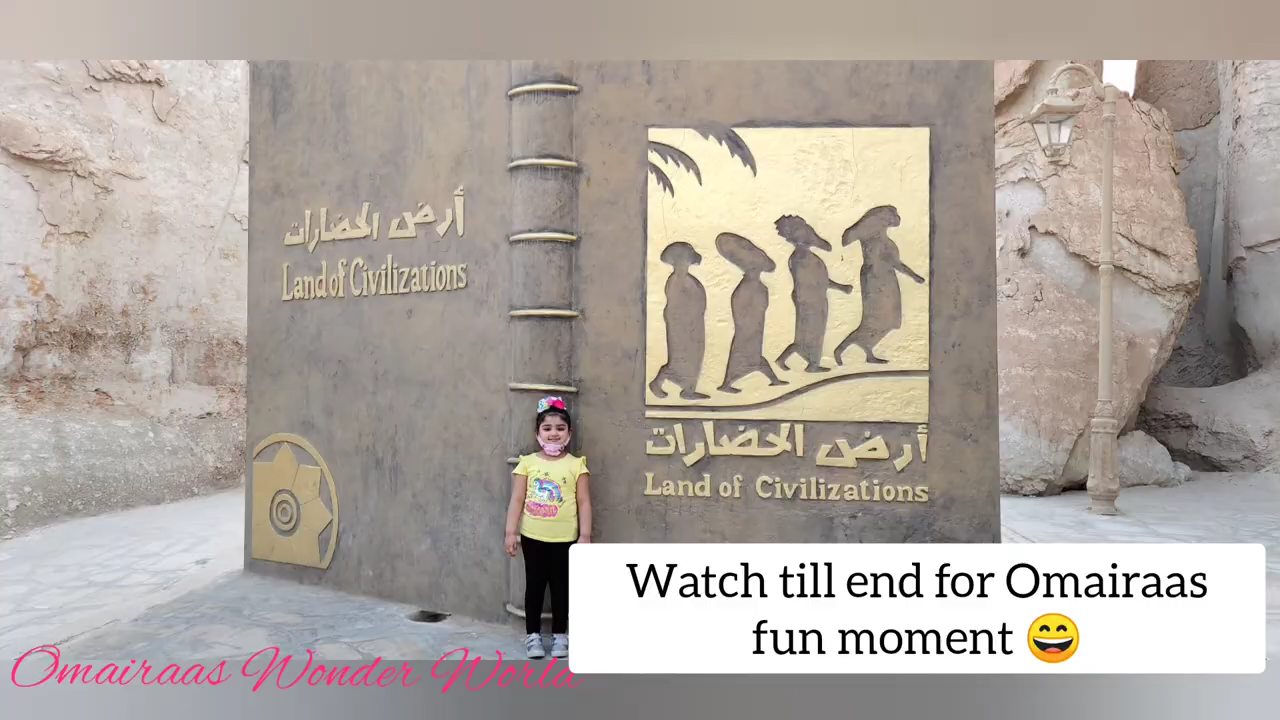 أرض الحضارات
Land of Civilizations
أرض الحضارات
Land of Civilizations
Watch till end for Omairaas
fun moment 😄
Omairaas Wonder World